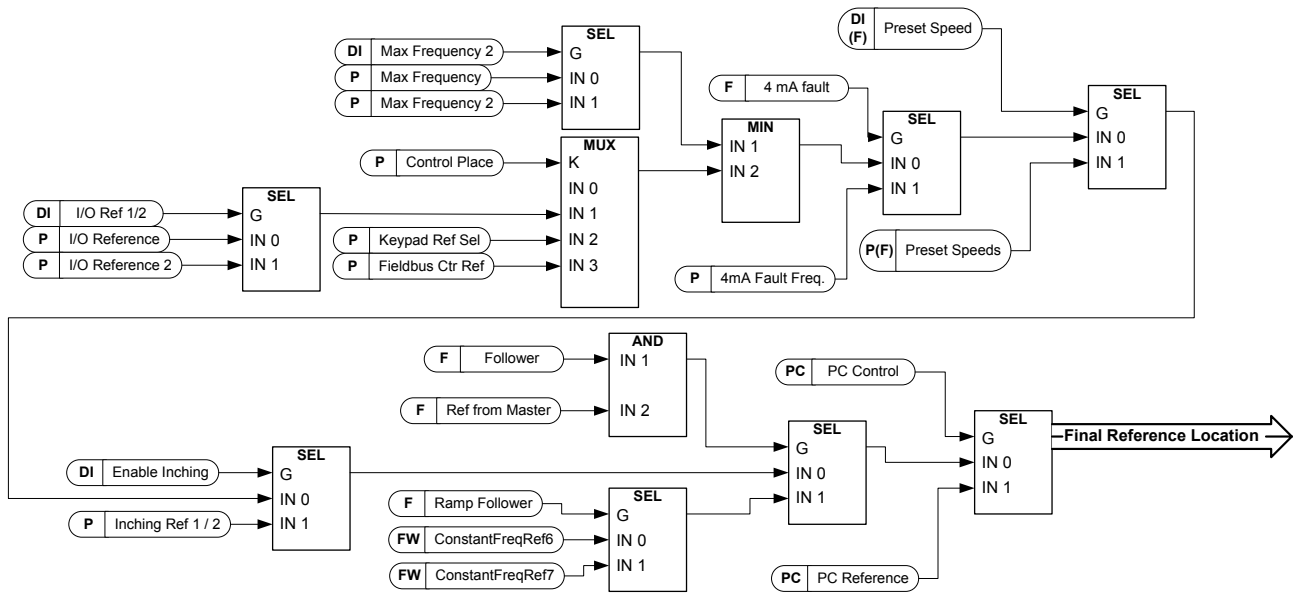 SEL
DI Max Frequency 2
G
P Max Frequency
IN 0
P Max Frequency 2
IN 1
DI (F) Preset Speed
F 4 mA fault
SEL
G
IN 0
IN 1
SEL
G
IN 0
IN 1
MIN
IN 1
IN 2
MUX
P Control Place
K
IN 0
IN 1
P Keypad Ref Sel
IN 2
P Fieldbus Ctr Ref
IN 3
SEL
DI I/O Ref 1/2
G
P I/O Reference
IN 0
P I/O Reference 2
IN 1
P(F) Preset Speeds
P 4mA Fault Freq.
AND
F Follower
IN 1
F Ref from Master
IN 2
PC PC Control
SEL
G
IN 0
IN 1
Final Reference Location
SEL
G
IN 0
IN 1
SEL
DI Enable Inching
G
IN 0
P Inching Ref 1 / 2
IN 1
SEL
F Ramp Follower
G
FW ConstantFreqRef6
IN 0
FW ConstantFreqRef7
IN 1
PC PC Reference